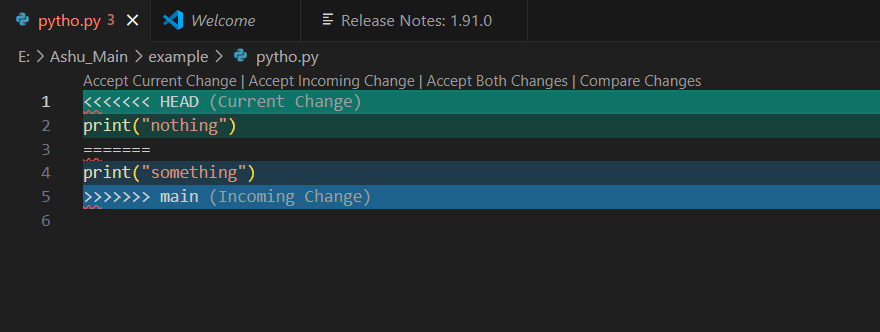 pytho.py 3 Welcome Release Notes: 1.91.0
E: > Ashu_Main > example > pytho.py
Accept Current Change | Accept Incoming Change | Accept Both Changes | Compare Changes
1 <<<<<<< HEAD (Current Change)
2 print("nothing")
3 =======
4 print("something")
5 >>>>>>> main (Incoming Change)
6